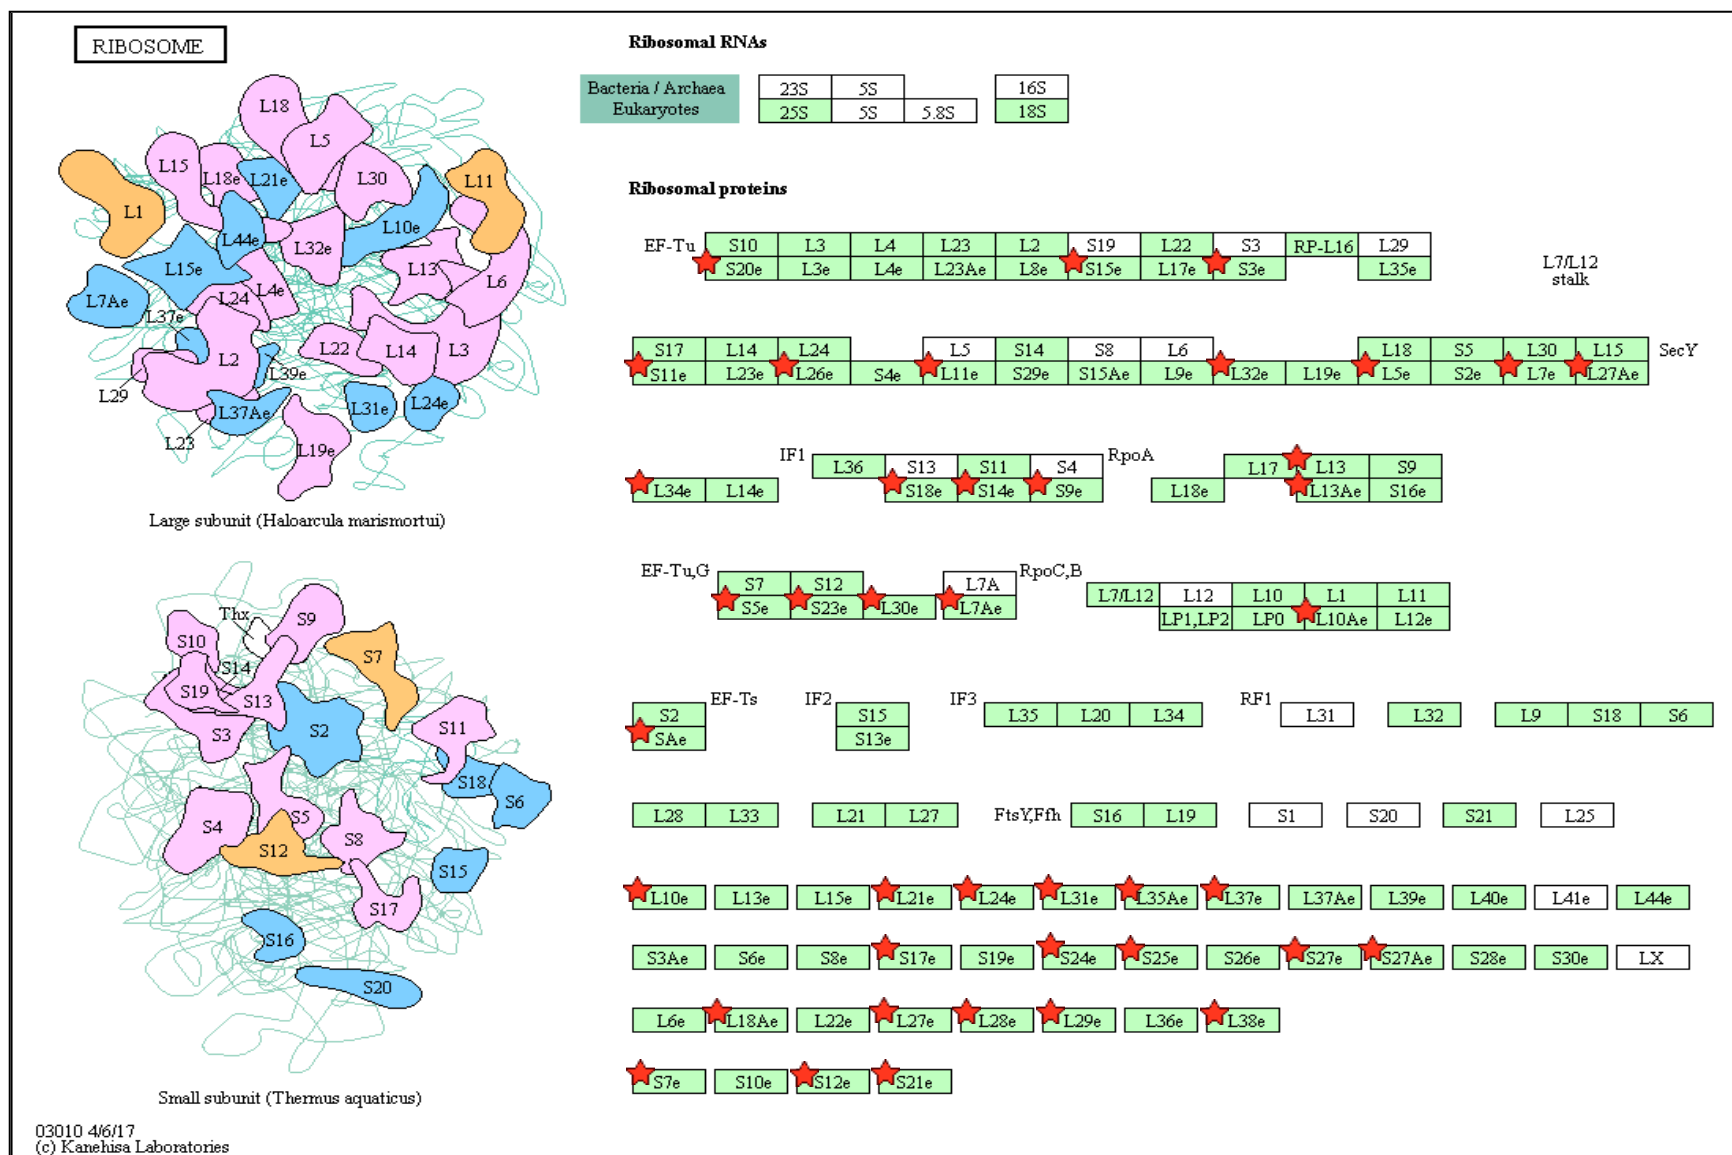 RIBOSOME
Ribosomal RNAs
Bacteria / Archaea 23S 5S 16S
Eukaryotes 25S 5S 5.8S 18S
Ribosomal proteins
EF-Tu S10 L3 L4 L23 L2 S19 L22 S3 RP-L16 L29
S20e L3e L4e L23Ae L8e S15e L17e S3e L35e
L7/L12
stalk
S17 L14 L24 L5 S14 S8 L6 L18 S5 L30 L15 SecY
S11e L23e L26e S4e L11e S29e S15Ae L9e L32e L19e L5e S2e L7e L27Ae
IF1 L36 S13 S11 S4 RpoA L17 L13 S9
L34e L14e S18e S14e S9e L18e L13Ae S16e
EF-Tu,G S7 S12 L7A RpoC,B L7/L12 L12 L10 L1 L11
S5e S23e L30e L7Ae LP1,LP2 LP0 L10Ae L12e
S2 EF-Ts IF2 S15 IF3 L35 L20 L34 RF1 L31 L32 L9 S18 S6
SAe S13e
L28 L33 L21 L27 FtsY,Ffh S16 L19 S1 S20 S21 L25
L10e L13e L15e L21e L24e L31e L35Ae L37e L37Ae L39e L40e L41e L44e
S3Ae S6e S8e S17e S19e S24e S25e S26e S27e S27Ae S28e S30e LX
L6e L18Ae L22e L27e L28e L29e L36e L38e
S7e S10e S12e S21e
L18
L5
L15
L18e
L21e
L30
L11
L1
L44e
L32e
L10e
L15e
L13
L7Ae
L24
L4e
L6
L37e
L2
L22
L14
L3
L39e
L29
L37Ae
L31e
L24e
L23
L19e
Large subunit (Haloarcula marismortui)
Thx
S9
S10
S14
S7
S19
S13
S3
S2
S11
S18
S6
S4
S5
S8
S12
S15
S17
S16
S20
Small subunit (Thermus aquaticus)
03010 4/6/17
(c) Kanehisa Laboratories